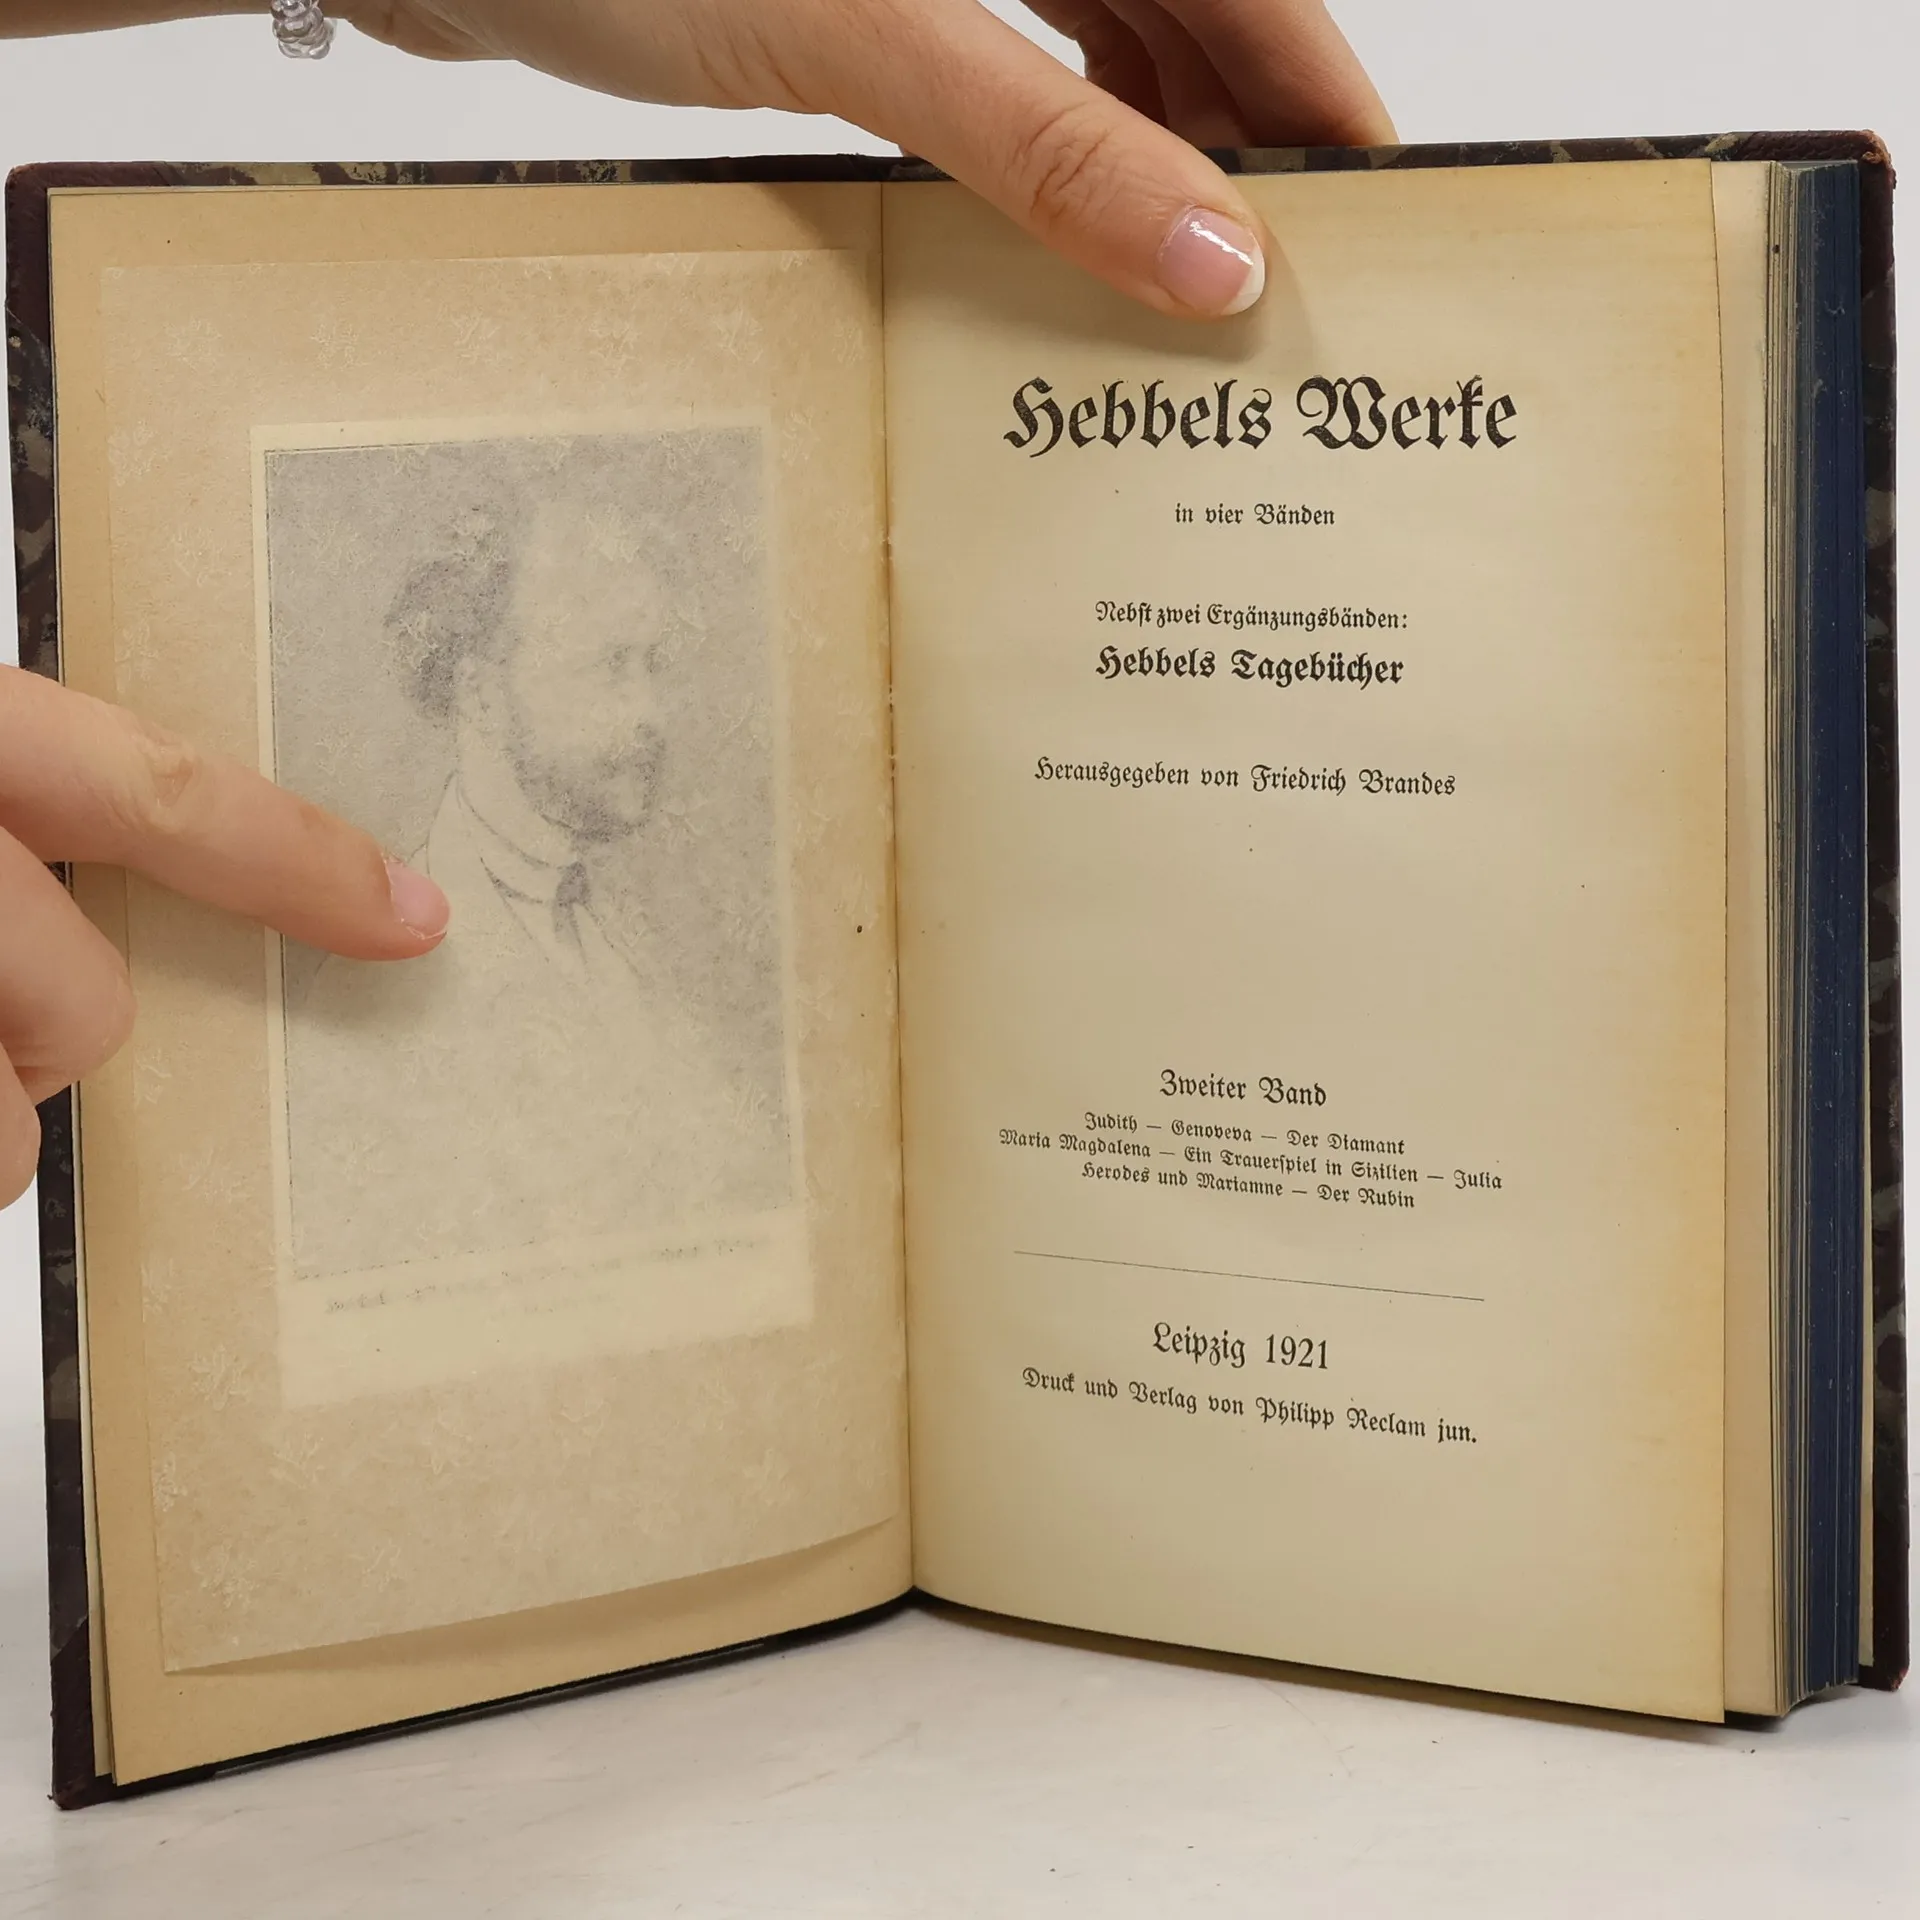 Hebbels Werke
in vier Bänden
Nebst zwei Ergänzungsbänden:
Hebbels Tagebücher
Herausgegeben von Friedrich Brandes
Zweiter Band
Judith — Genoveva — Der Diamant
Maria Magdalena — Ein Trauerspiel in Sizilien — Julia
Herodes und Mariamne — Der Rubin
Leipzig 1921
Druck und Verlag von Philipp Reclam jun.